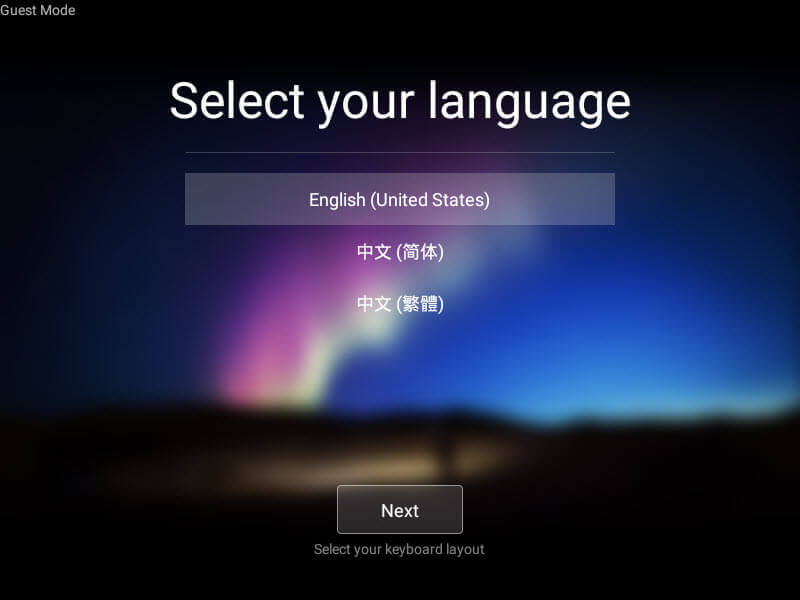 Guest Mode
Select your language
English (United States)
中文 (简体)
中文 (繁體)
Next
Select your keyboard layout